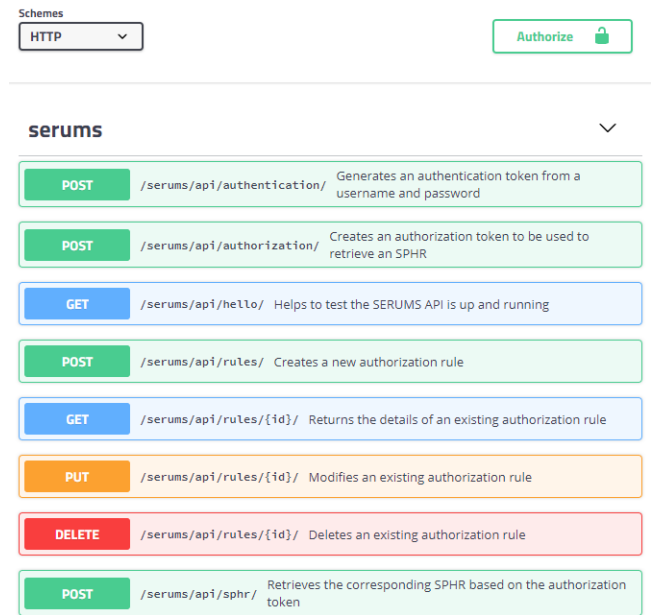 Schemes
HTTP
Authorize
serums
POST /serums/api/authentication/ Generates an authentication token from a
username and password
POST /serums/api/authorization/ Creates an authorization token to be used to
retrieve an SPHR
GET /serums/api/hello/ Helps to test the SERUMS API is up and running
POST /serums/api/rules/ Creates a new authorization rule
GET /serums/api/rules/{id}/ Returns the details of an existing authorization rule
PUT /serums/api/rules/{id}/ Modifies an existing authorization rule
DELETE /serums/api/rules/{id}/ Deletes an existing authorization rule
POST /serums/api/sphr/ Retrieves the corresponding SPHR based on the authorization
token